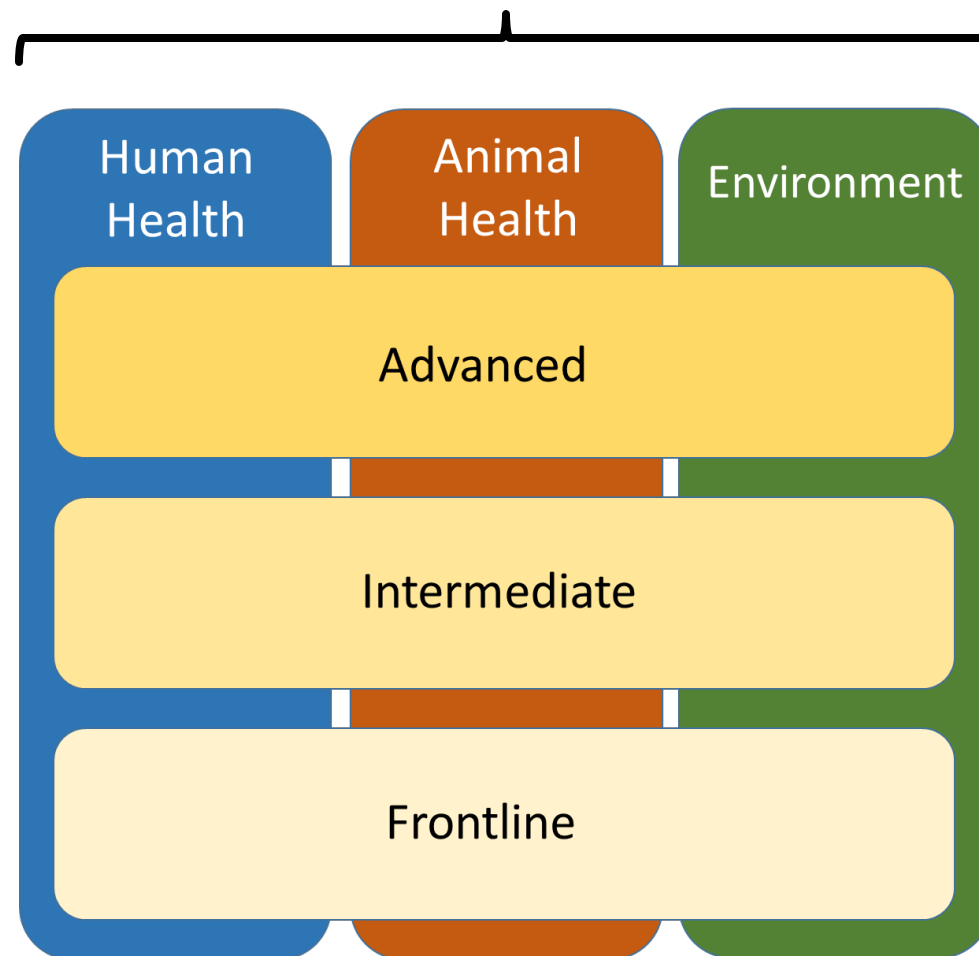 Human
Health
Animal
Health
Environment
Advanced
Intermediate
Frontline